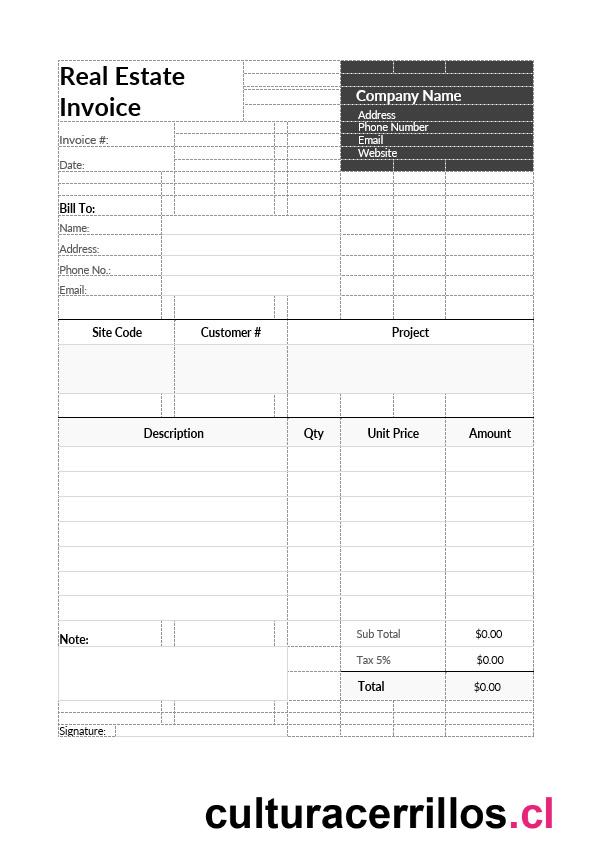 Real Estate
Invoice
Company Name
Address
Phone Number
Email
Website
Invoice #:
Date:
Bill To:
Name:
Address:
Phone No.:
Email:
Site Code Customer # Project
Description Qty Unit Price Amount
Note:
Sub Total $0.00
Tax 5% $0.00
Total $0.00
Signature:
culturacerrillos.cl